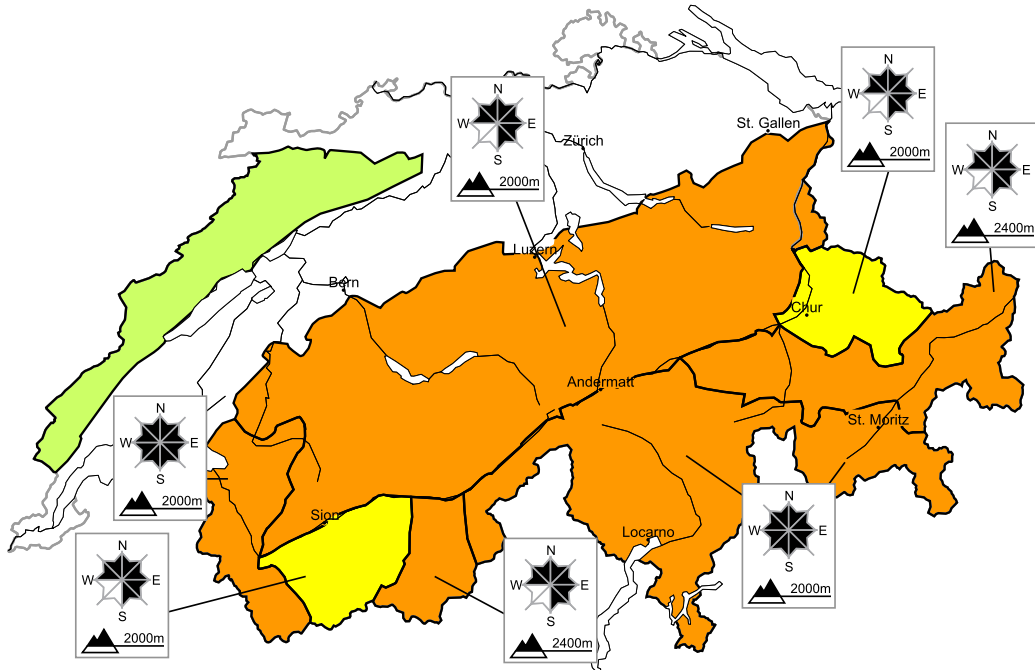 N
W E
S
2000m
N
W E
S
2000m
St. Gallen
Zürich
N
W E
S
2400m
Luzern
Bern
Chur
Andermatt
St. Moritz
N
W E
S
2000m
N
W E
S
2000m
Sion
Locarno
N
W E
S
2000m
N
W E
S
2400m